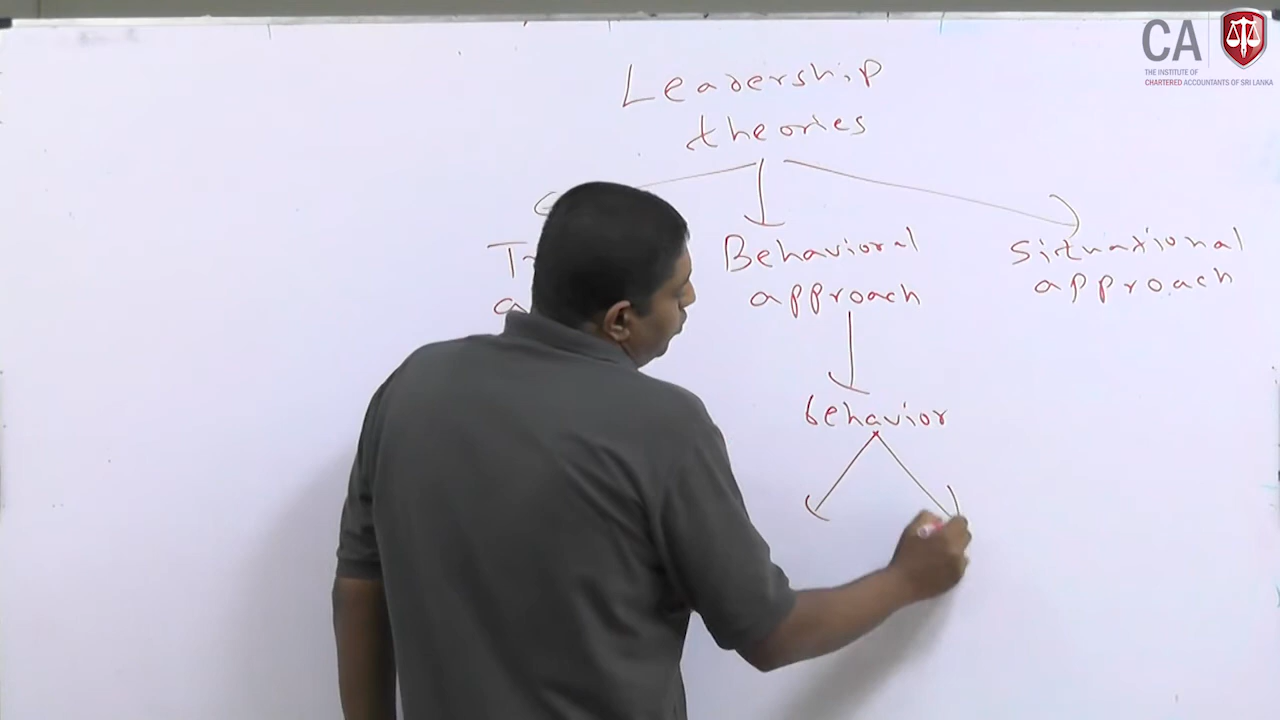 CA
THE INSTITUTE OF
CHARTERED ACCOUNTANTS OF SRI LANKA
Leadership
theories
Behavioral
approach
Situational
approach
behavior